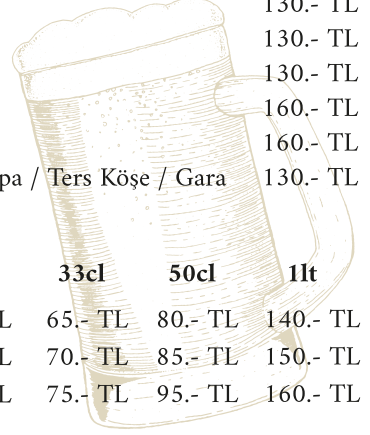 130.- TL
130.- TL
130.- TL
160.- TL
160.- TL
pa / Ters Köşe / Gara 130.- TL
33cl 50cl 1lt
L 65.- TL 80.- TL 140.- TL
L 70.- TL 85.- TL 150.- TL
L 75.- TL 95.- TL 160.- TL